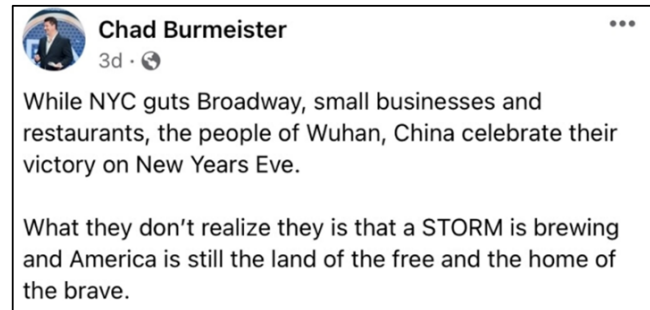 Chad Burmeister
3d ·
While NYC guts Broadway, small businesses and
restaurants, the people of Wuhan, China celebrate their
victory on New Years Eve.
What they don't realize they is that a STORM is brewing
and America is still the land of the free and the home of
the brave.